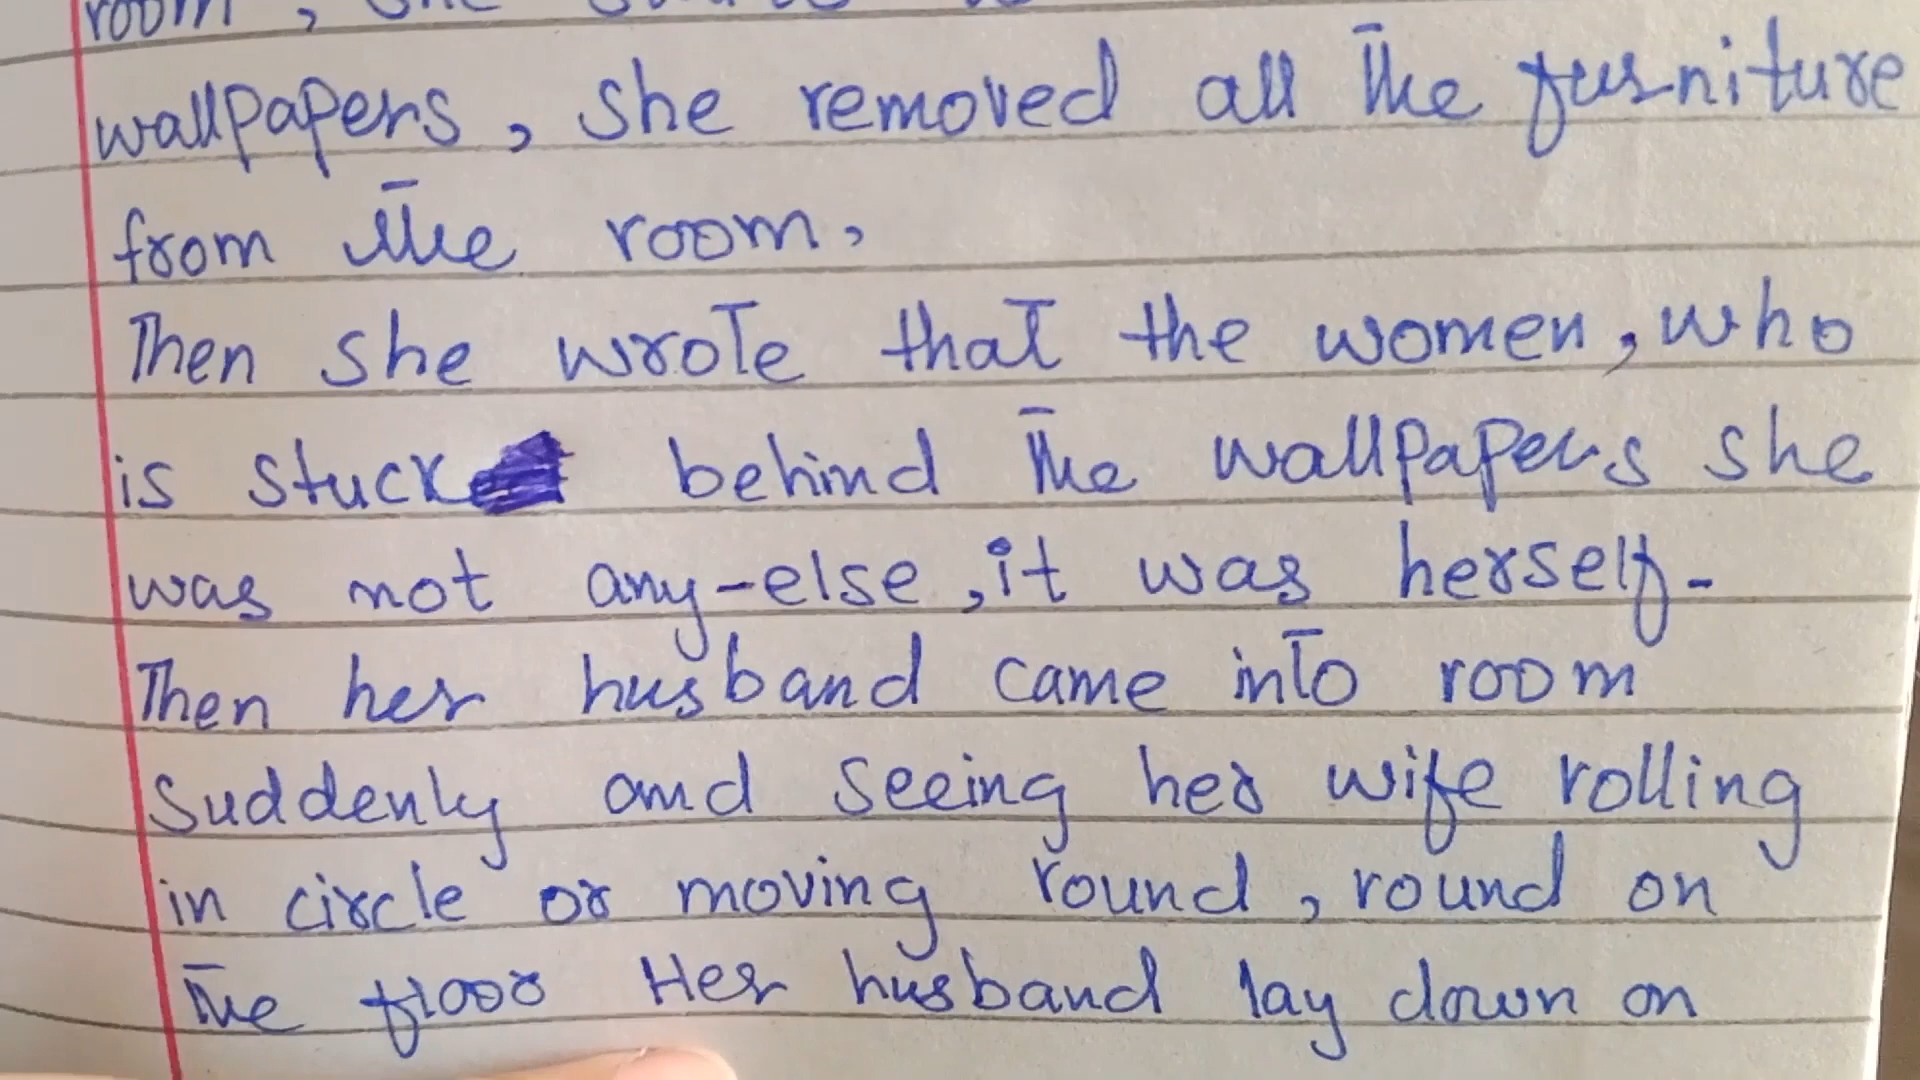 room, she
wallpapers, she removed all the furniture
from the room,
Then she wrote that the women, who
is stuck behind the wallpapers she
was not any-else, it was herself-
Then her husband came into room
Suddenly and seeing her wife rolling
in circle or moving round, round on
the floor Her husband lay down on